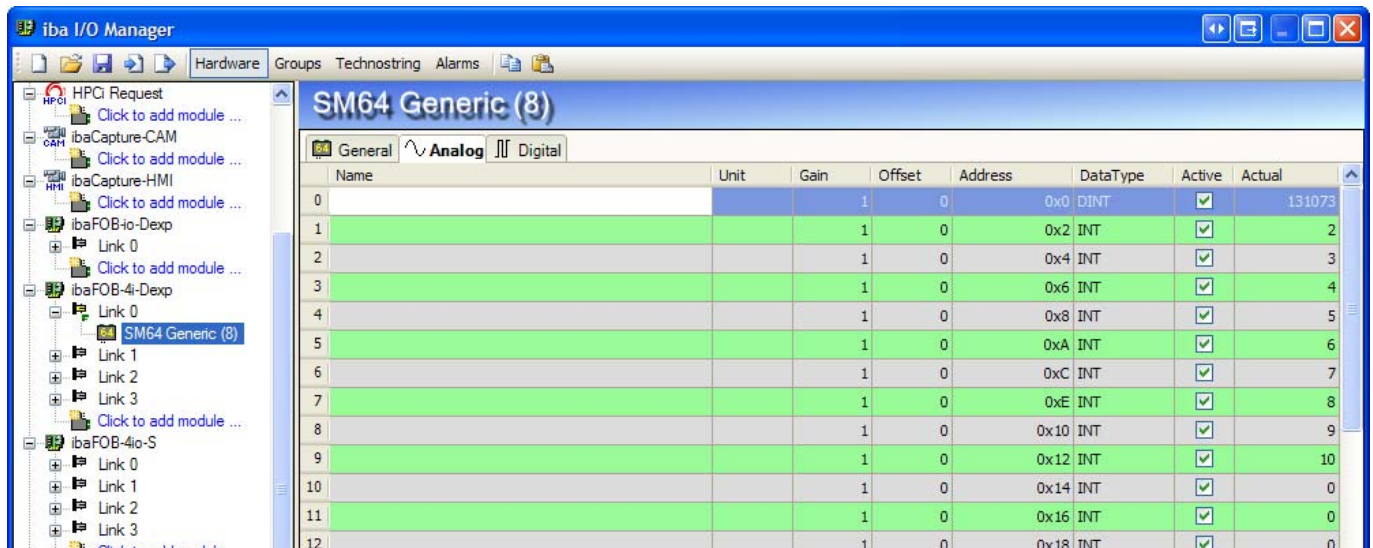 iba I/O Manager
Hardware Groups Technostring Alarms
HPCi Request
Click to add module ...
ibaCapture-CAM
Click to add module ...
ibaCapture-HMI
Click to add module ...
ibaFOB-io-Dexp
Link 0
Click to add module ...
ibaFOB-4i-Dexp
Link 0
64 SM64 Generic (8)
Link 1
Link 2
Link 3
Click to add module ...
ibaFOB-4io-S
Link 0
Link 1
Link 2
Link 3
SM64 Generic (8)
General Analog Digital
Name Unit Gain Offset Address DataType Active Actual
0 1 0 0x0 DINT 131073
1 1 0 0x2 INT 2
2 1 0 0x4 INT 3
3 1 0 0x6 INT 4
4 1 0 0x8 INT 5
5 1 0 0xA INT 6
6 1 0 0xC INT 7
7 1 0 0xE INT 8
8 1 0 0x10 INT 9
9 1 0 0x12 INT 10
10 1 0 0x14 INT 0
11 1 0 0x16 INT 0
12 1 0 0x18 INT 0